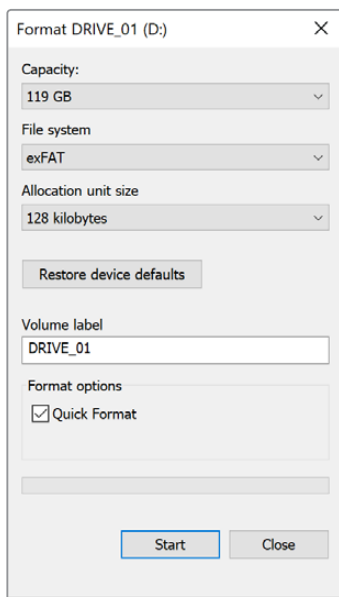 Format DRIVE_01 (D:)
Capacity:
119 GB
File system
exFAT
Allocation unit size
128 kilobytes
Restore device defaults
Volume label
DRIVE_01
Format options
Quick Format
Start Close